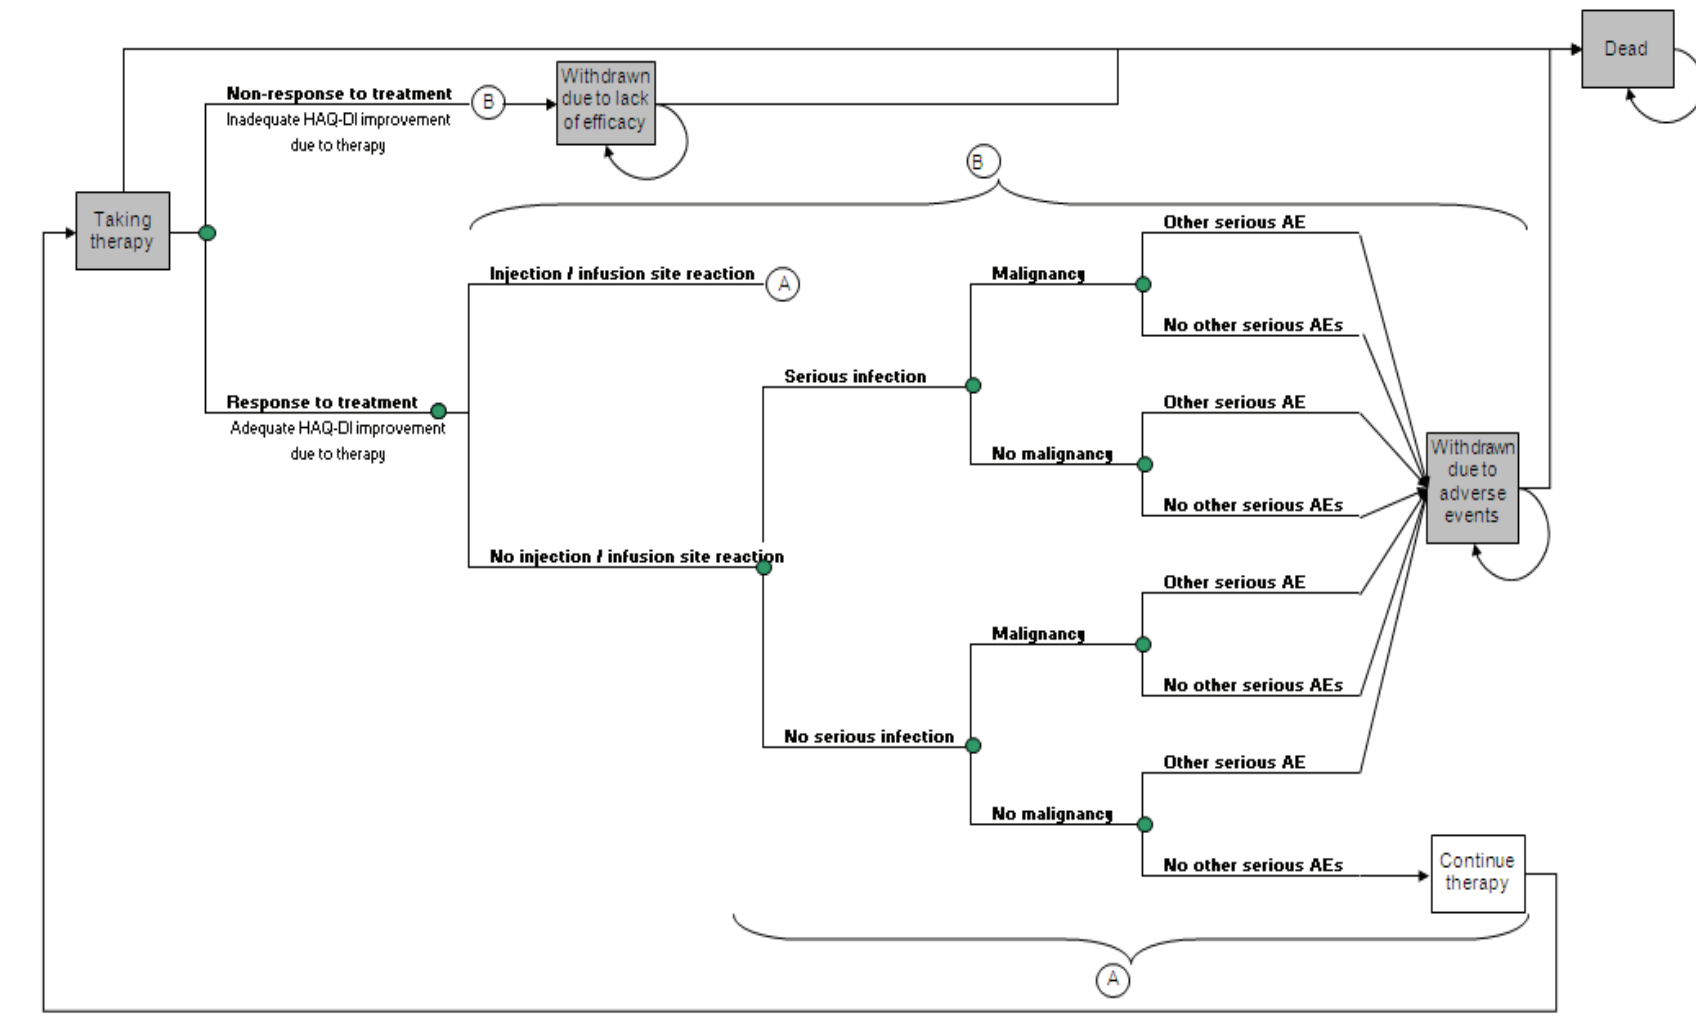 Dead
Withdrawn
due to lack
of efficacy
Non-response to treatment
Inadequate HAQ-DI improvement
due to therapy
B
B
Taking
therapy
Other serious AE
Injection / infusion site reaction
A
Malignancy
No other serious AEs
Serious infection
Response to treatment
Adequate HAQ-DI improvement
due to therapy
Other serious AE
No malignancy
Withdrawn
due to
adverse
events
No other serious AEs
No injection / infusion site reaction
Other serious AE
Malignancy
No other serious AEs
No serious infection
Other serious AE
No malignancy
No other serious AEs
Continue
therapy
A